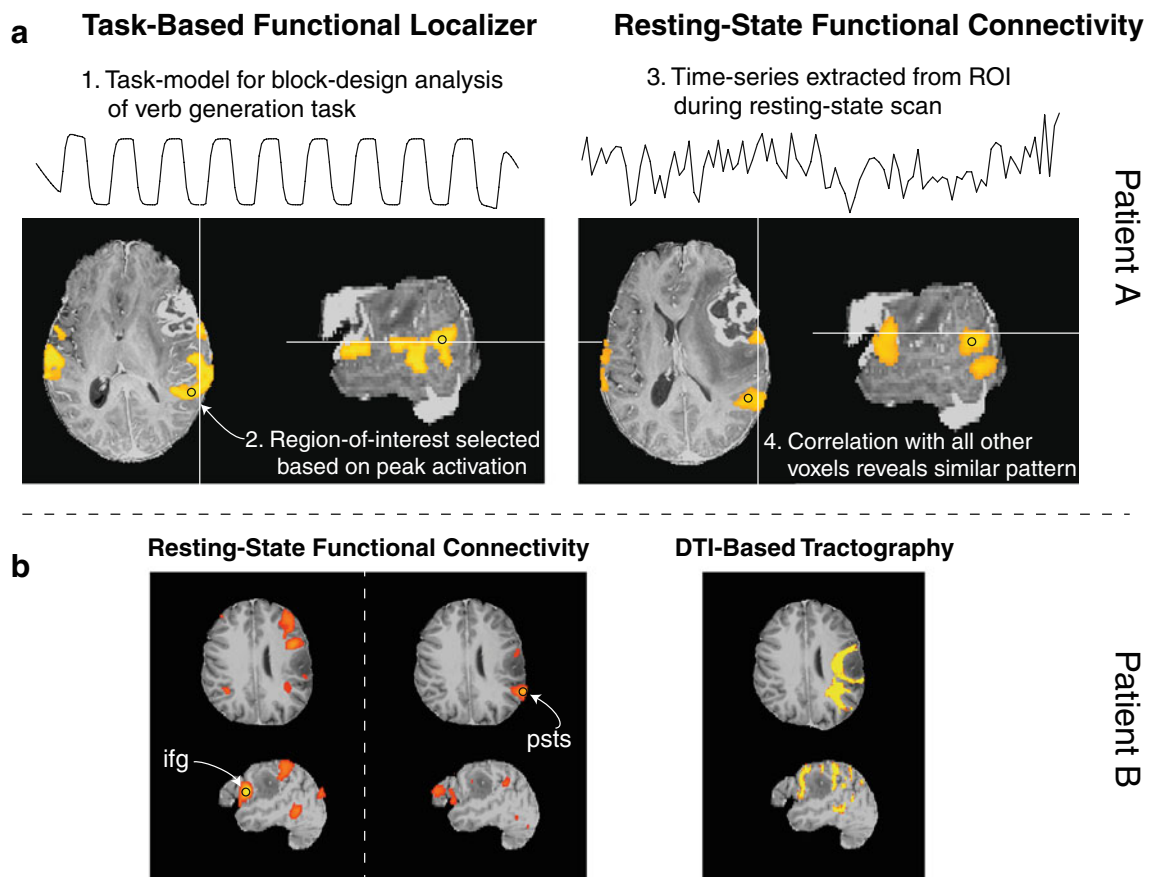 a
Task-Based Functional Localizer
Resting-State Functional Connectivity
1. Task-model for block-design analysis
of verb generation task
3. Time-series extracted from ROI
during resting-state scan
Patient A
2. Region-of-interest selected
based on peak activation
4. Correlation with all other
voxels reveals similar pattern
b
Resting-State Functional Connectivity
DTI-Based Tractography
Patient B
psts
ifg